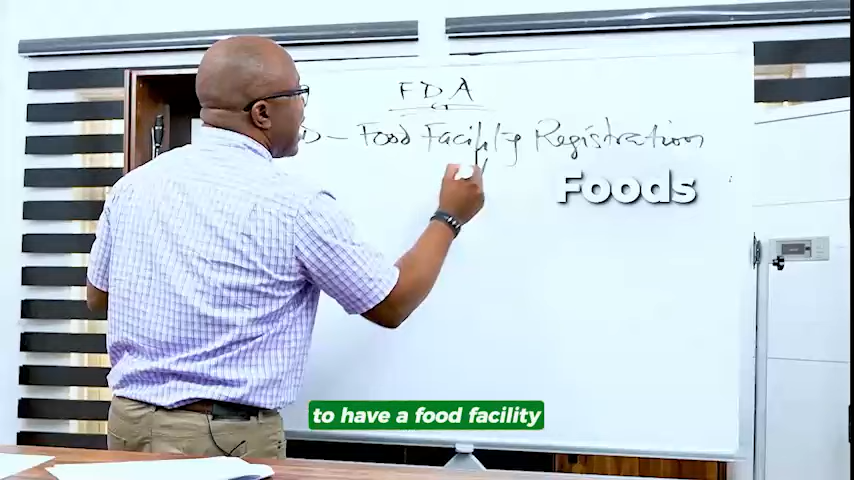 FDA
– Food Facility Registration
Foods
to have a food facility